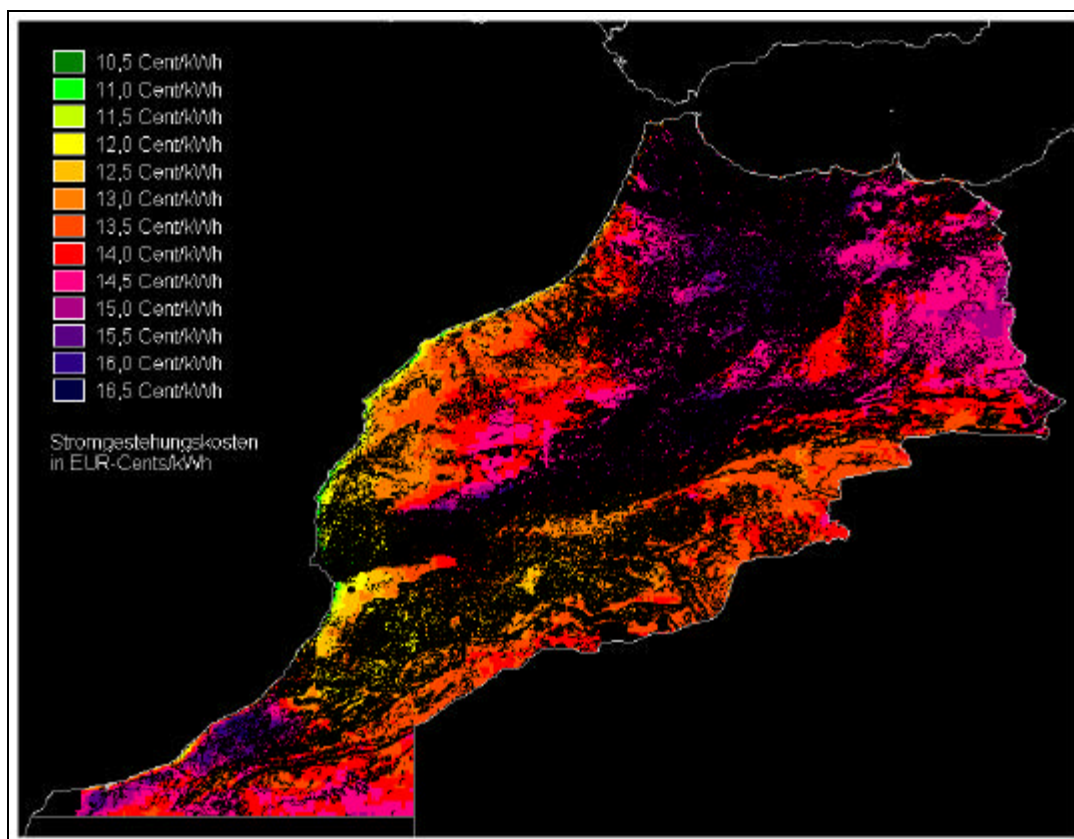 10,5 Cent/kWh
11,0 Cent/kWh
11,5 Cent/kWh
12,0 Cent/kWh
12,5 Cent/kWh
13,0 Cent/kWh
13,5 Cent/kWh
14,0 Cent/kWh
14,5 Cent/kWh
15,0 Cent/kWh
15,5 Cent/kWh
16,0 Cent/kWh
16,5 Cent/kWh
Stromgestehungskosten
in EUR-Cents/kWh